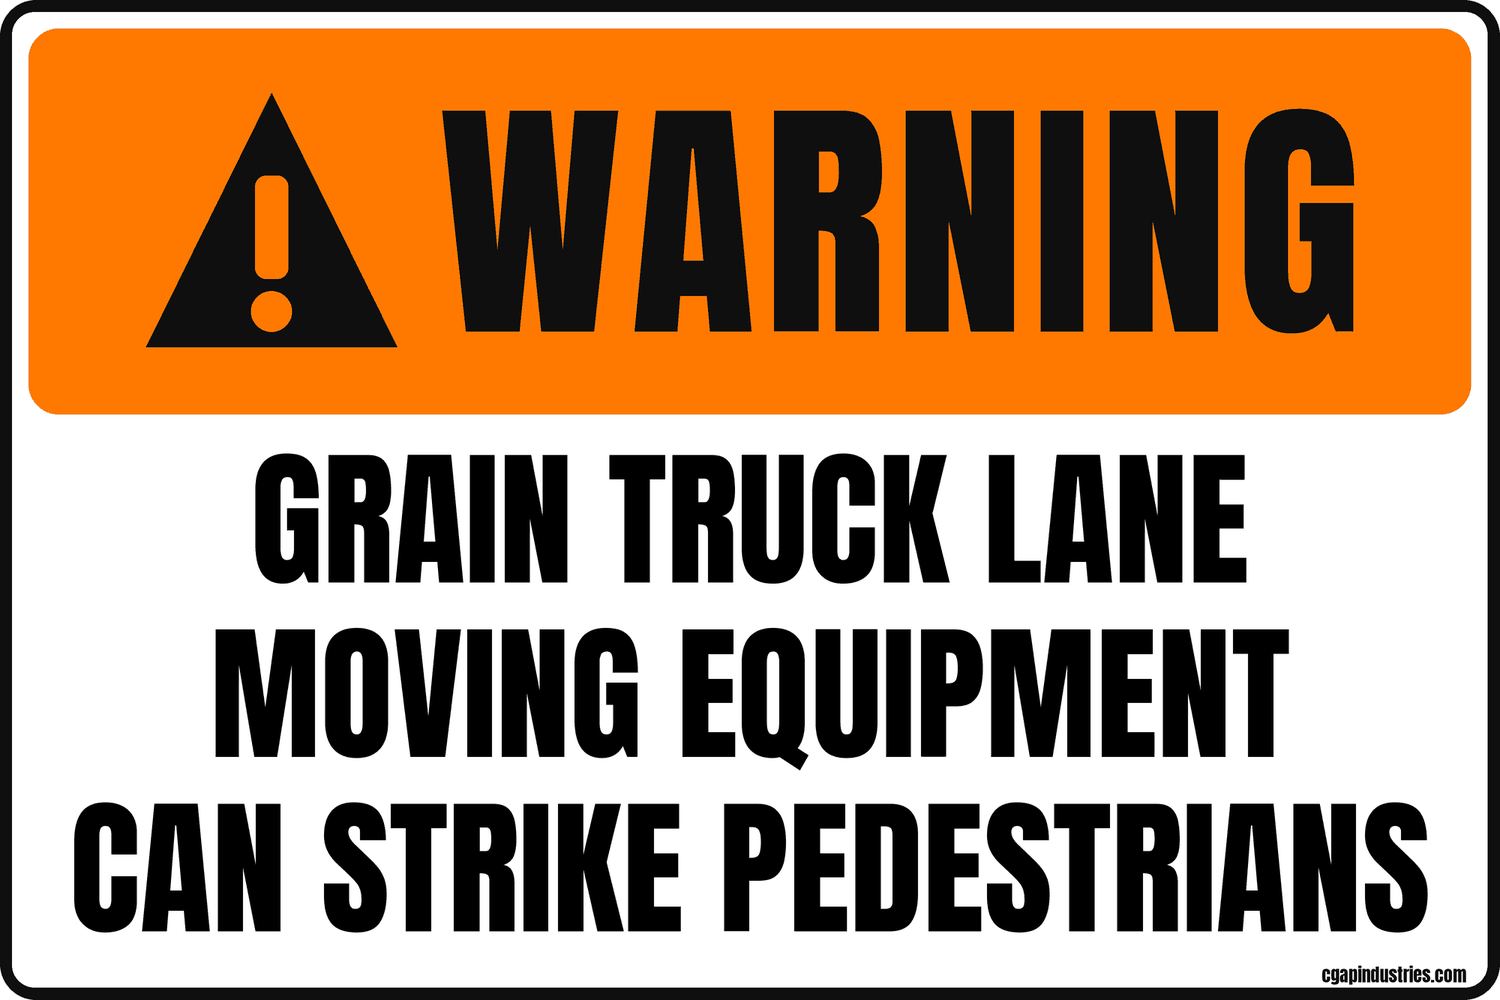 WARNING
GRAIN TRUCK LANE
MOVING EQUIPMENT
CAN STRIKE PEDESTRIANS
cgapindustries.com